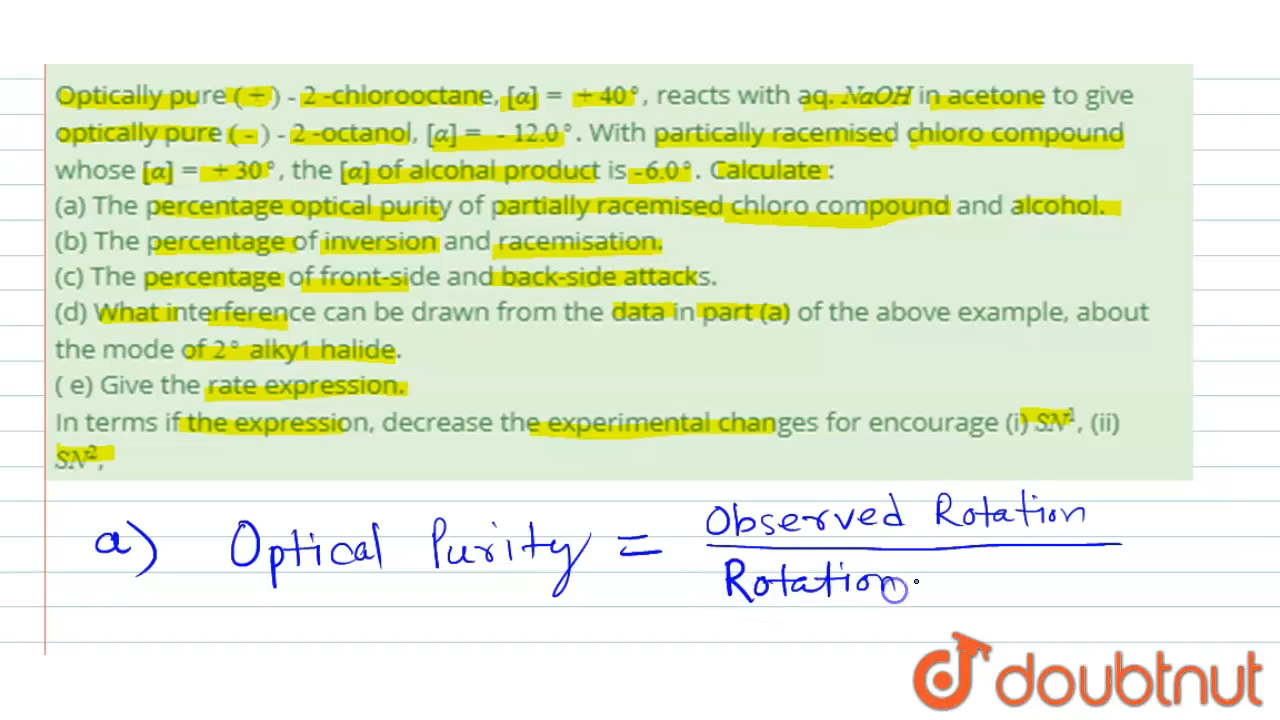 Optically pure ( + ) - 2 -chlorooctane, [α] = + 40°, reacts with aq. NaOH in acetone to give
optically pure ( - ) - 2 -octanol, [α] = - 12.0°. With partically racemised chloro compound
whose [α] = + 30°, the [α] of alcohal product is -6.0°. Calculate :
(a) The percentage optical purity of partially racemised chloro compound and alcohol.
(b) The percentage of inversion and racemisation.
(c) The percentage of front-side and back-side attacks.
(d) What interference can be drawn from the data in part (a) of the above example, about
the mode of 2° alky1 halide.
( e) Give the rate expression.
In terms if the expression, decrease the experimental changes for encourage (i) SN¹, (ii)
SN²,
a) Optical Purity = Observed Rotation
Rotation
doubtnut